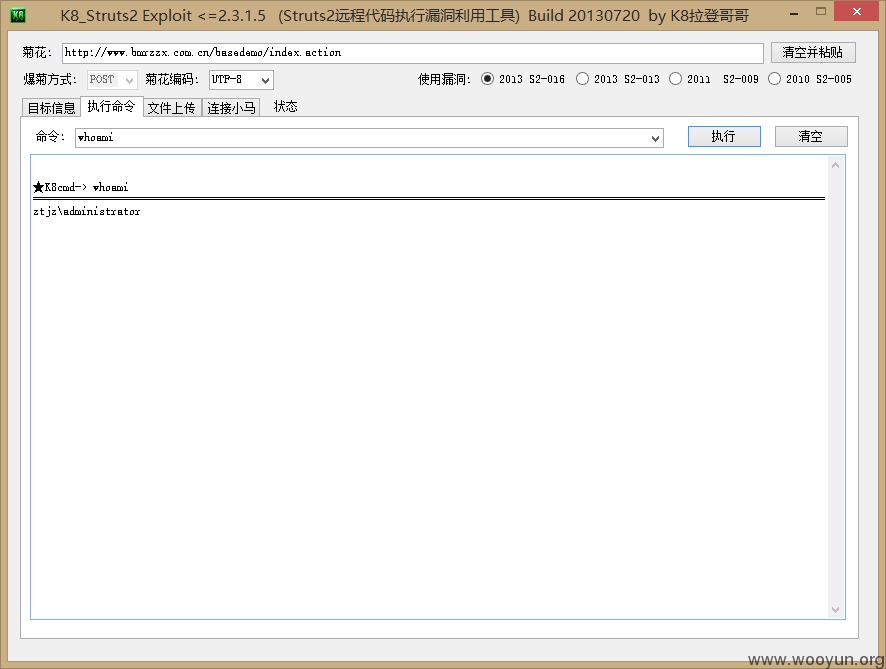 K8 K8_Struts2 Exploit <=2.3.1.5 (Struts2远程代码执行漏洞利用工具) Build 20130720 by K8拉登哥哥
菊花: http://www.bmrzzx.com.cn/basedemo/index.action 清空并粘贴
爆菊方式: POST 菊花编码: UTF-8 使用漏洞: 2013 S2-016 2013 S2-013 2011 S2-009 2010 S2-005
目标信息 执行命令 文件上传 连接小马 状态
命令: whoami 执行 清空
★K8cmd-> whoami
ztjz\administrator
www.wooyun.org